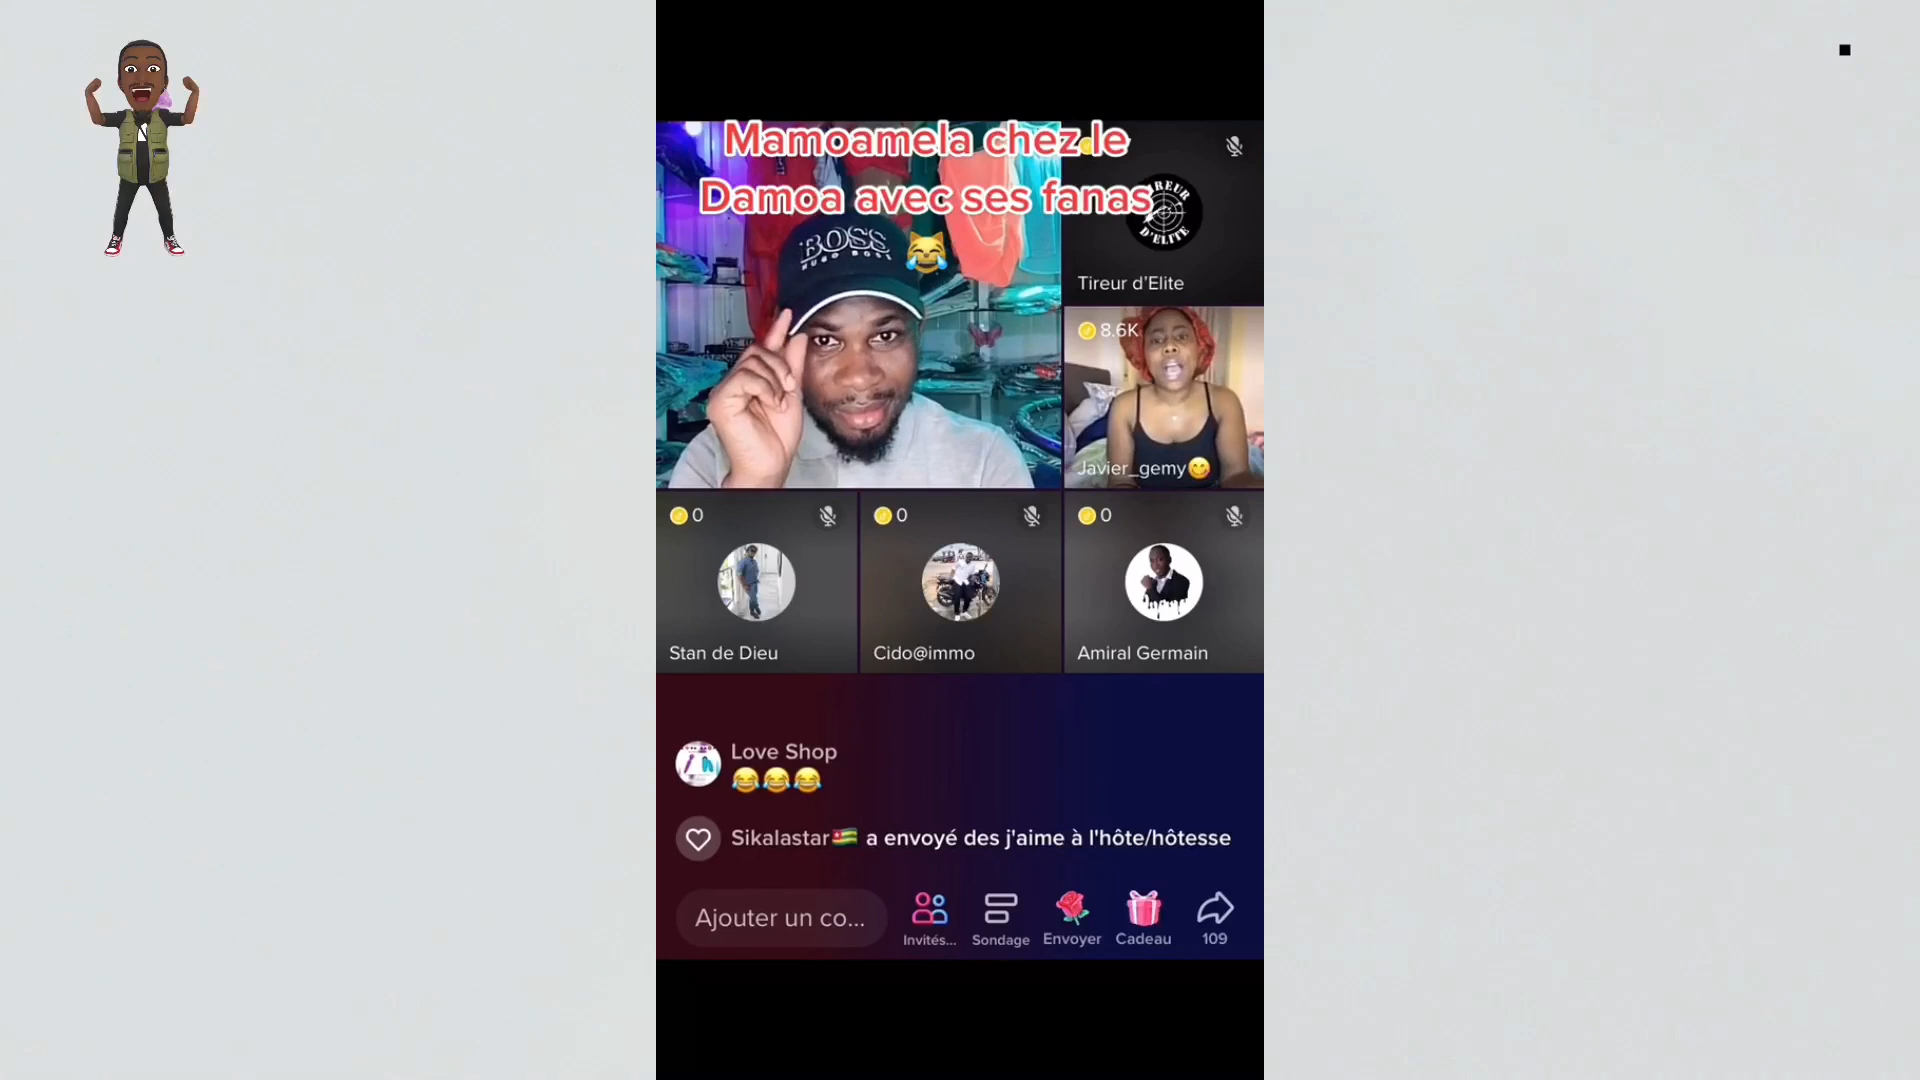 Mamoamela chez le
Damoa avec ses fanas
BOSS
HUGO BOSS
TIREUR
D'ELITE
Tireur d'Elite
8.6K
Javier_gemy😋
0
0
0
Stan de Dieu
Cido@immo
Amiral Germain
Love Shop
😂😂😂
Sikalastar🇹🇬 a envoyé des j'aime à l'hôte/hôtesse
Ajouter un co...
Invités...
Sondage
Envoyer
Cadeau
109